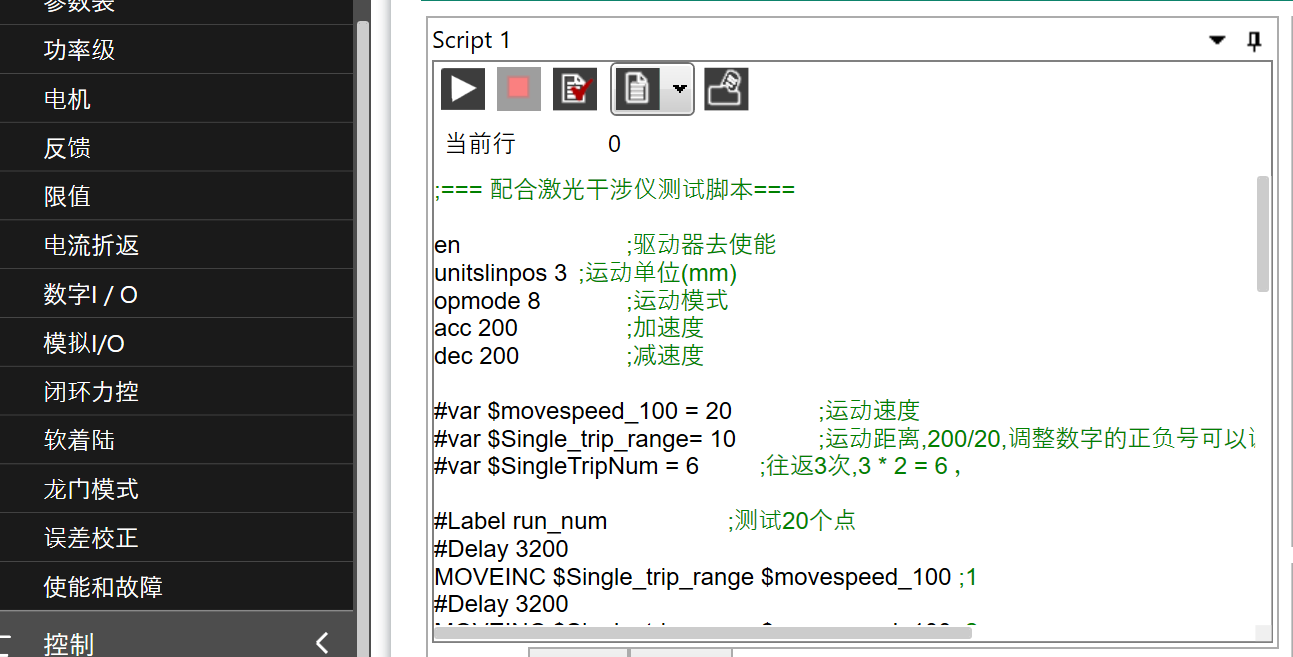 参数表
功率级
电机
反馈
限值
电流折返
数字I / O
模拟I/O
闭环力控
软着陆
龙门模式
误差校正
使能和故障
控制
Script 1
当前行 0
;=== 配合激光干涉仪测试脚本===
en ;驱动器去使能
unitslinpos 3 ;运动单位(mm)
opmode 8 ;运动模式
acc 200 ;加速度
dec 200 ;减速度
#var $movespeed_100 = 20 ;运动速度
#var $Single_trip_range= 10 ;运动距离,200/20,调整数字的正负号可以
#var $SingleTripNum = 6 ;往返3次,3 * 2 = 6 ,
#Label run_num ;测试20个点
#Delay 3200
MOVEINC $Single_trip_range $movespeed_100 ;1
#Delay 3200